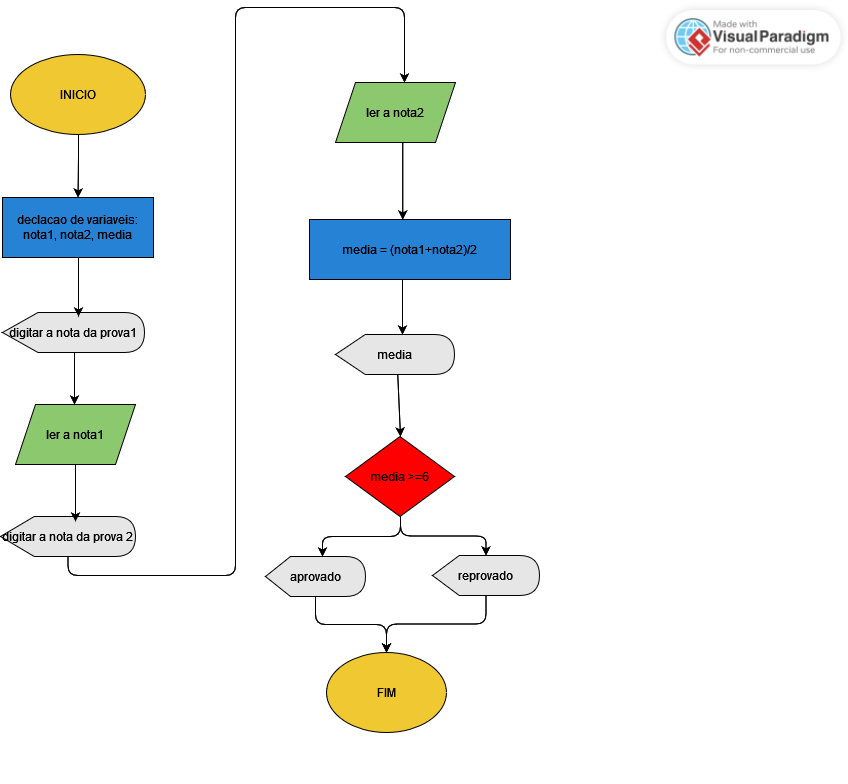 INICIO
declacao de variaveis:
nota1, nota2, media
digitar a nota da prova1
ler a nota1
digitar a nota da prova 2
ler a nota2
media = (nota1+nota2)/2
media
media >=6
aprovado
reprovado
FIM
Made with
Visual Paradigm
For non-commercial use